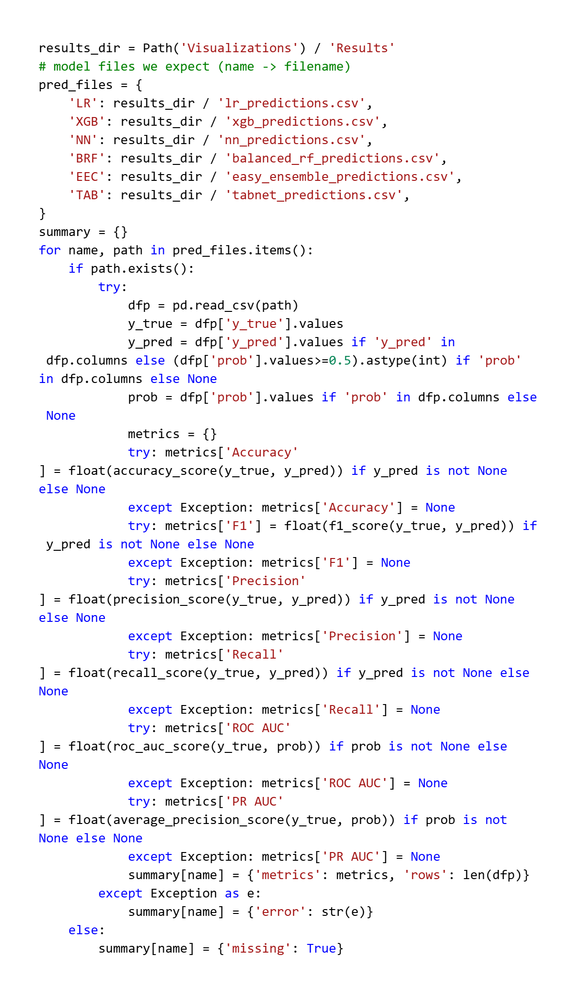 results_dir = Path('Visualizations') / 'Results'
# model files we expect (name -> filename)
pred_files = {
    'LR': results_dir / 'lr_predictions.csv',
    'XGB': results_dir / 'xgb_predictions.csv',
    'NN': results_dir / 'nn_predictions.csv',
    'BRF': results_dir / 'balanced_rf_predictions.csv',
    'EEC': results_dir / 'easy_ensemble_predictions.csv',
    'TAB': results_dir / 'tabnet_predictions.csv',
}
summary = {}
for name, path in pred_files.items():
    if path.exists():
        try:
            dfp = pd.read_csv(path)
            y_true = dfp['y_true'].values
            y_pred = dfp['y_pred'].values if 'y_pred' in
 dfp.columns else (dfp['prob'].values>=0.5).astype(int) if 'prob'
in dfp.columns else None
            prob = dfp['prob'].values if 'prob' in dfp.columns else
 None
            metrics = {}
            try: metrics['Accuracy'
] = float(accuracy_score(y_true, y_pred)) if y_pred is not None
else None
            except Exception: metrics['Accuracy'] = None
            try: metrics['F1'] = float(f1_score(y_true, y_pred)) if
 y_pred is not None else None
            except Exception: metrics['F1'] = None
            try: metrics['Precision'
] = float(precision_score(y_true, y_pred)) if y_pred is not None
else None
            except Exception: metrics['Precision'] = None
            try: metrics['Recall'
] = float(recall_score(y_true, y_pred)) if y_pred is not None else
None
            except Exception: metrics['Recall'] = None
            try: metrics['ROC AUC'
] = float(roc_auc_score(y_true, prob)) if prob is not None else
None
            except Exception: metrics['ROC AUC'] = None
            try: metrics['PR AUC'
] = float(average_precision_score(y_true, prob)) if prob is not
None else None
            except Exception: metrics['PR AUC'] = None
            summary[name] = {'metrics': metrics, 'rows': len(dfp)}
        except Exception as e:
            summary[name] = {'error': str(e)}
    else:
        summary[name] = {'missing': True}